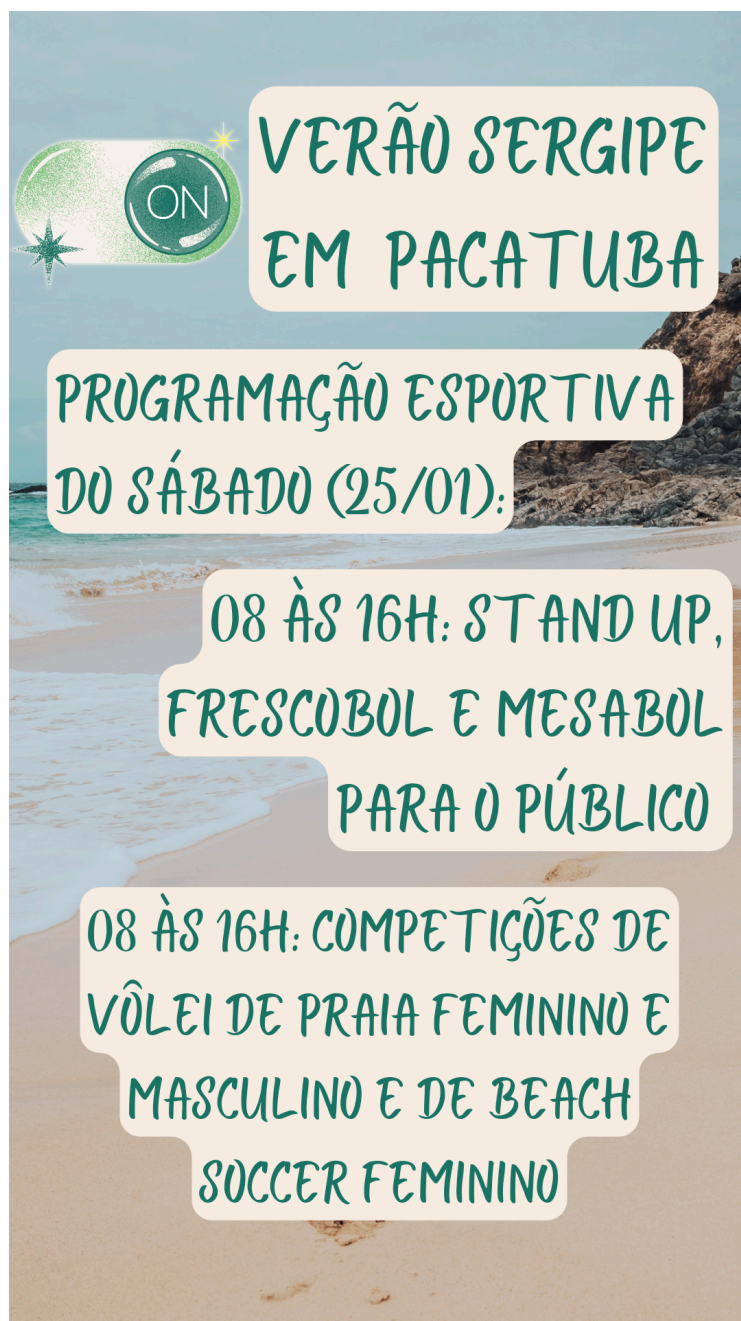 ON
VERÃO SERGIPE
EM PACATUBA
PROGRAMAÇÃO ESPORTIVA
DO SÁBADO (25/01):
08 ÀS 16H: STAND UP,
FRESCOBOL E MESABOL
PARA O PÚBLICO
08 ÀS 16H: COMPETIÇÕES DE
VÔLEI DE PRAIA FEMININO E
MASCULINO E DE BEACH
SOCCER FEMININO